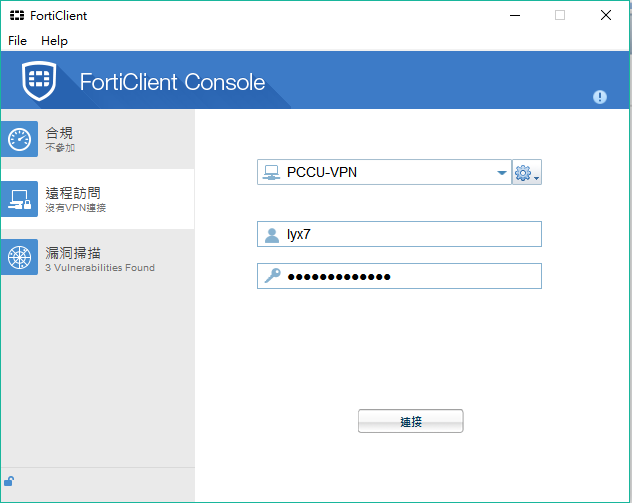 FortiClient
File Help
FortiClient Console
合規
不參加
遠程訪問
沒有VPN連接
漏洞掃描
3 Vulnerabilities Found
PCCU-VPN
lyx7
●●●●●●●●●●●●●
連接